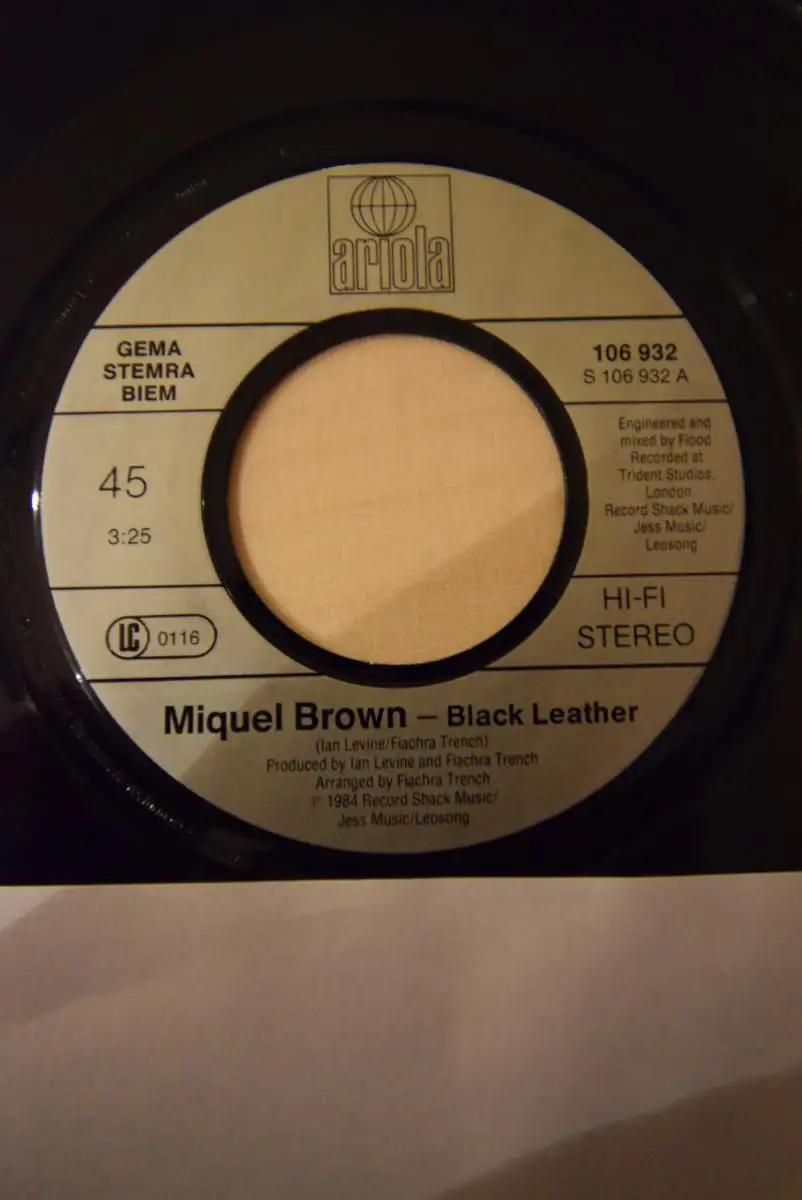 ariola
GEMA
STEMRA
BIEM
106 932
S 106 932 A
45
3:25
Engineered and
mixed by Flood
Recorded at
Trident Studios,
London
Record Shack Music/
Jess Music/
Leosong
LC 0116
HI-FI
STEREO
Miquel Brown – Black Leather
(Ian Levine/Fiachra Trench)
Produced by Ian Levine and Fiachra Trench
Arranged by Fiachra Trench
℗ 1984 Record Shack Music/
Jess Music/Leosong